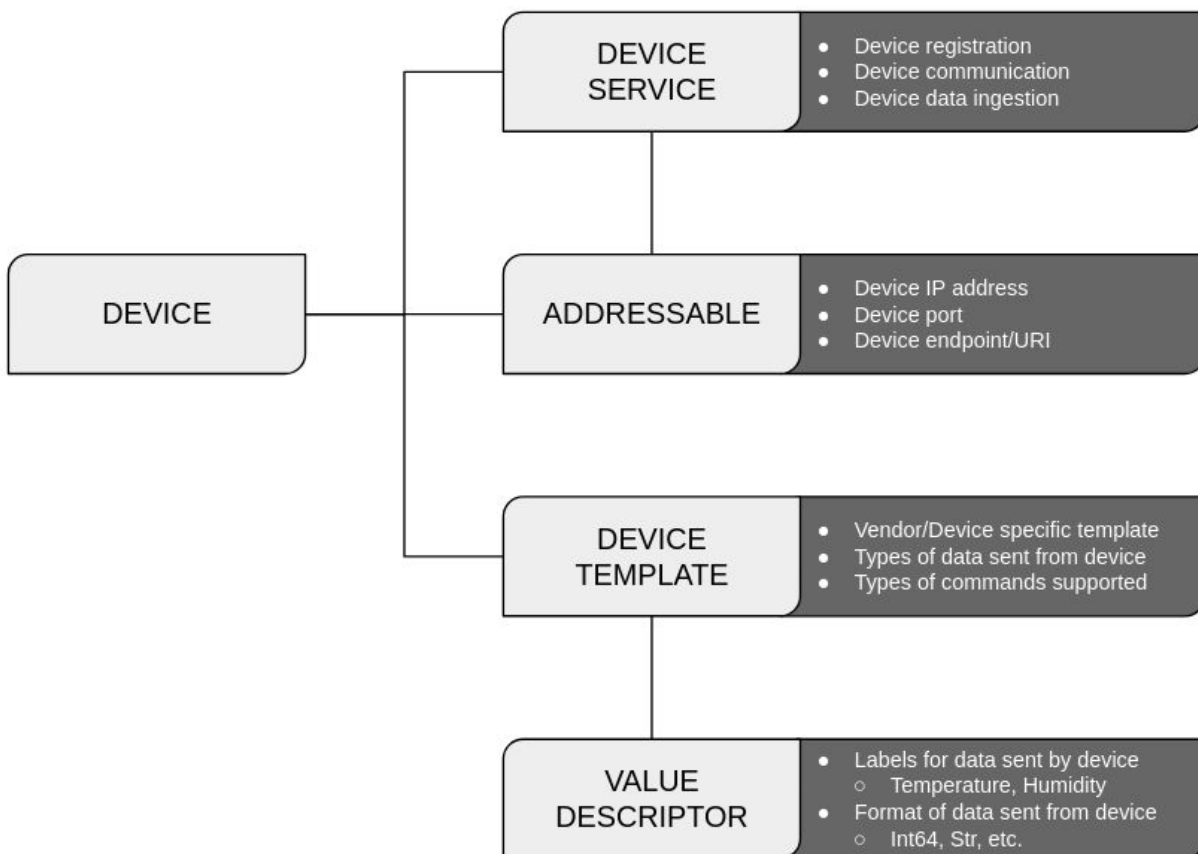 DEVICE
SERVICE
● Device registration
● Device communication
● Device data ingestion
DEVICE
ADDRESSABLE
● Device IP address
● Device port
● Device endpoint/URI
DEVICE
TEMPLATE
● Vendor/Device specific template
● Types of data sent from device
● Types of commands supported
VALUE
DESCRIPTOR
● Labels for data sent by device
○ Temperature, Humidity
● Format of data sent from device
○ Int64, Str, etc.